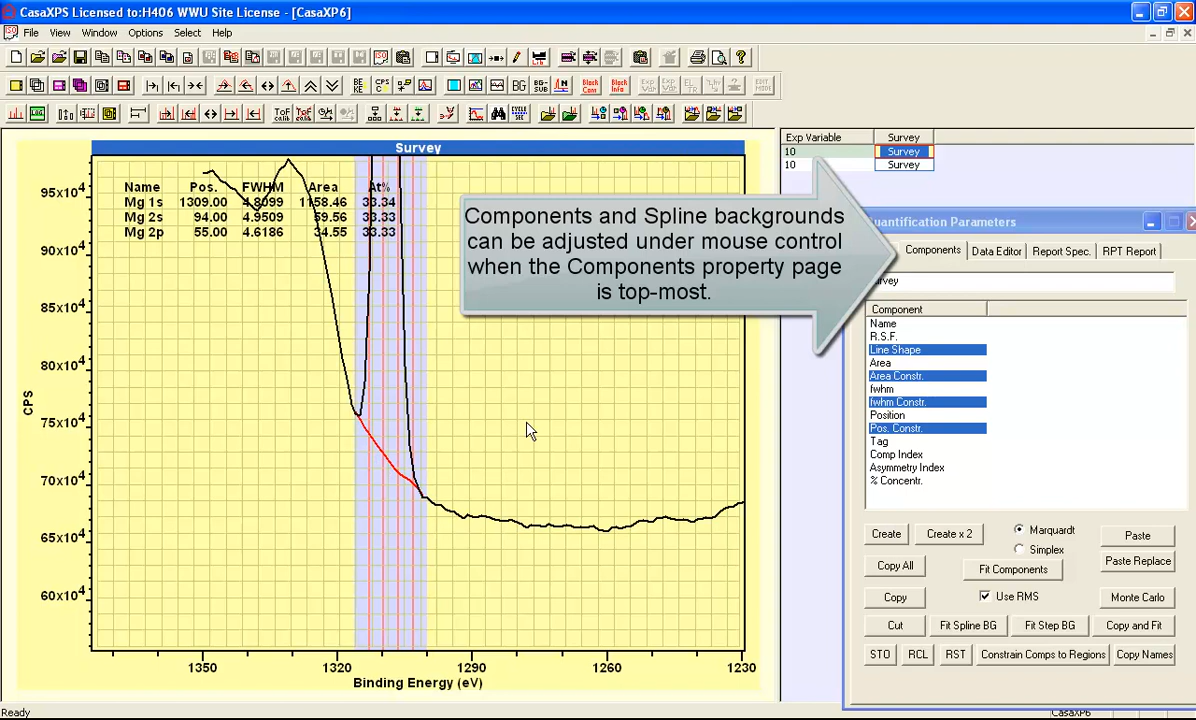 CasaXPS Licensed to:H406 WWU Site License - [CasaXP6]
File View Window Options Select Help
Survey
Name Pos. FWHM Area At%
Mg 1s 1309.00 4.8099 1158.46 33.34
Mg 2s 94.00 4.9509 59.56 33.33
Mg 2p 55.00 4.6186 34.55 33.33
95x10⁴
90x10⁴
85x10⁴
80x10⁴
75x10⁴
70x10⁴
65x10⁴
60x10⁴
CPS
1350 1320 1290 1260 1230
Binding Energy (eV)
Exp Variable Survey
10 Survey
10 Survey
Components and Spline backgrounds
can be adjusted under mouse control
when the Components property page
is top-most.
uantification Parameters
Components Data Editor Report Spec. RPT Report
urvey
Component
Name
R.S.F.
Line Shape
Area
Area Constr.
fwhm
fwhm Constr.
Position
Pos. Constr.
Tag
Comp Index
Asymmetry Index
% Concentr.
Create Create x 2 Marquardt Paste
Simplex
Copy All Fit Components Paste Replace
Copy Use RMS Monte Carlo
Cut Fit Spline BG Fit Step BG Copy and Fit
STO RCL RST Constrain Comps to Regions Copy Names
Ready CasaXP6